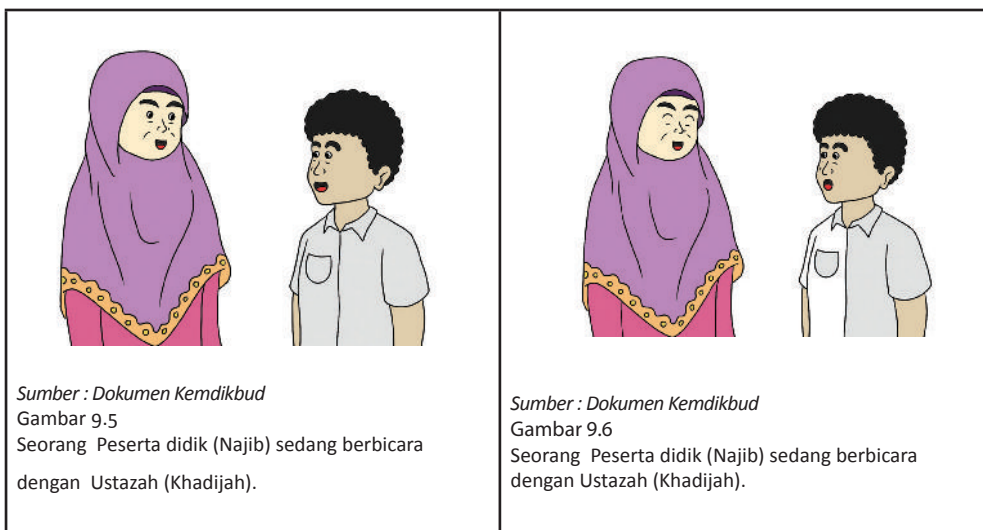 Sumber : Dokumen Kemdikbud
Gambar 9.5
Seorang Peserta didik (Najib) sedang berbicara
dengan Ustazah (Khadijah).
Sumber : Dokumen Kemdikbud
Gambar 9.6
Seorang Peserta didik (Najib) sedang berbicara
dengan Ustazah (Khadijah).